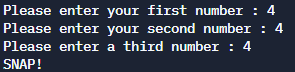 Please enter your first number : 4
Please enter your second number : 4
Please enter a third number : 4
SNAP!